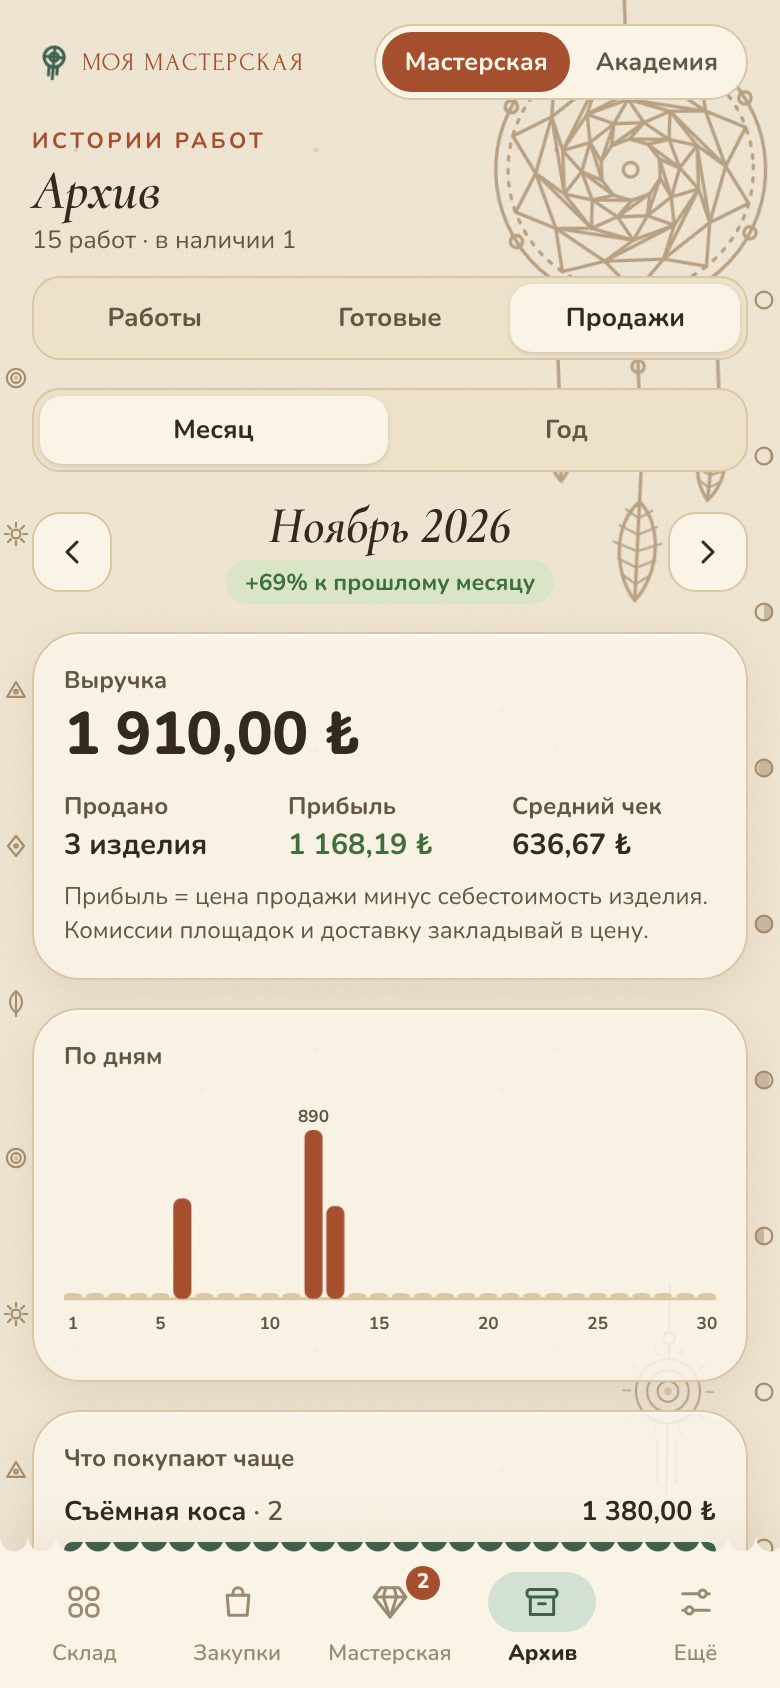 МОЯ МАСТЕРСКАЯ
Мастерская
Академия
ИСТОРИИ РАБОТ
Архив
15 работ · в наличии 1
Работы
Готовые
Продажи
Месяц
Год
Ноябрь 2026
+69% к прошлому месяцу
Выручка
1 910,00 ₺
Продано
Прибыль
Средний чек
3 изделия
1 168,19 ₺
636,67 ₺
Прибыль = цена продажи минус себестоимость изделия.
Комиссии площадок и доставку закладывай в цену.
По дням
890
1
5
10
15
20
25
30
Что покупают чаще
Съёмная коса · 2
1 380,00 ₺
2
Склад
Закупки
Мастерская
Архив
Ещё